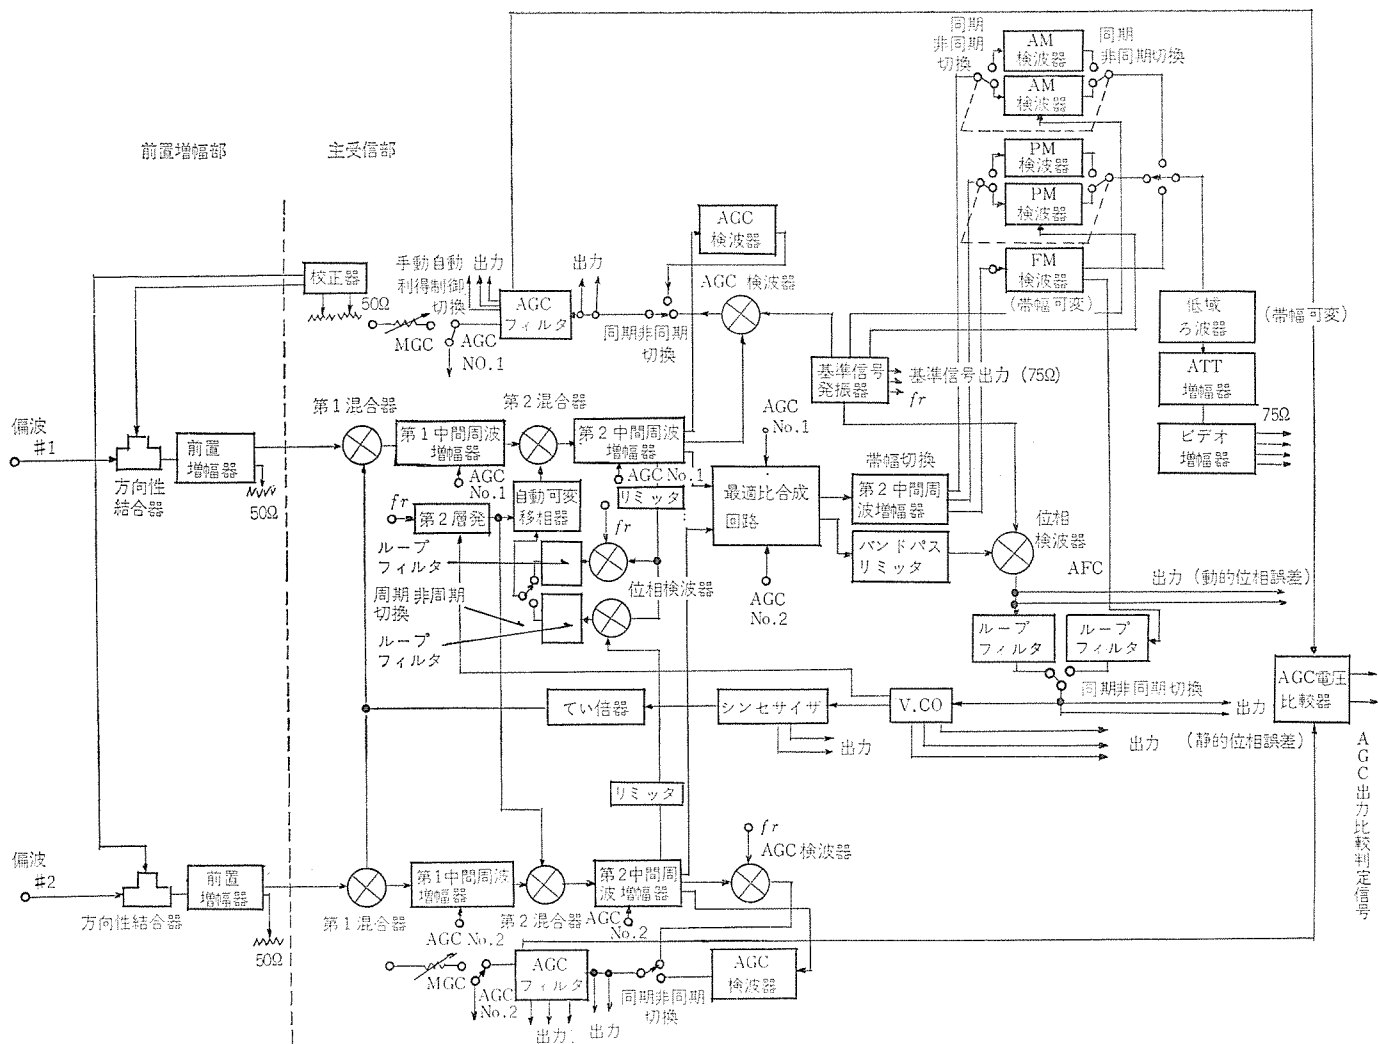 同期
非同期
切換
AM
検波器
同期
非同期切換
AM
検波器
前置増幅部
主受信部
PM
検波器
PM
検波器
AGC
検波器
FM
検波器
(帯幅可変)
校正器
50Ω
手動自動
利得制御
切換
出力
出力
AGC
フィルタ
AGC 検波器
同期非同期
切換
MGC
AGC
NO.1
低域
ろ波器
(帯幅可変)
ATT
増幅器
75Ω
ビデオ
増幅器
基準信号
発振器
基準信号出力 (75Ω)
fr
偏波
#1
方向性
結合器
前置
増幅器
50Ω
第1混合器
第1中間周波
増幅器
AGC
No.1
第2混合器
第2中間周波
増幅器
AGC No.1
リミッタ
AGC
No.1
最適比合成
回路
AGC
No.2
帯幅切換
第2中間周
波増幅器
バンドパス
リミッタ
位相
検波器
AFC
fr
第2層発
自動可変
移相器
fr
ループ
フィルタ
位相検波器
周期非周期
切換
ループ
フィルタ
出力 (動的位相誤差)
ループ
フィルタ
ループ
フィルタ
同期非同期切換
AGC電圧
比較器
てい倍器
シンセサイザ
V.CO
出力
出力
出力
(静的位相誤差)
AGC出力比較判定信号
リミッタ
偏波
#2
方向性結合器
前置
増幅器
50Ω
第1混合器
第1中間周波
増幅器
AGC No.2
第2混合器
第2中間周
波増幅器
AGC
No.2
fr
AGC検波器
MGC
AGC
No.2
AGC
フィルタ
出力
出力
同期非同期
切換
AGC
検波器